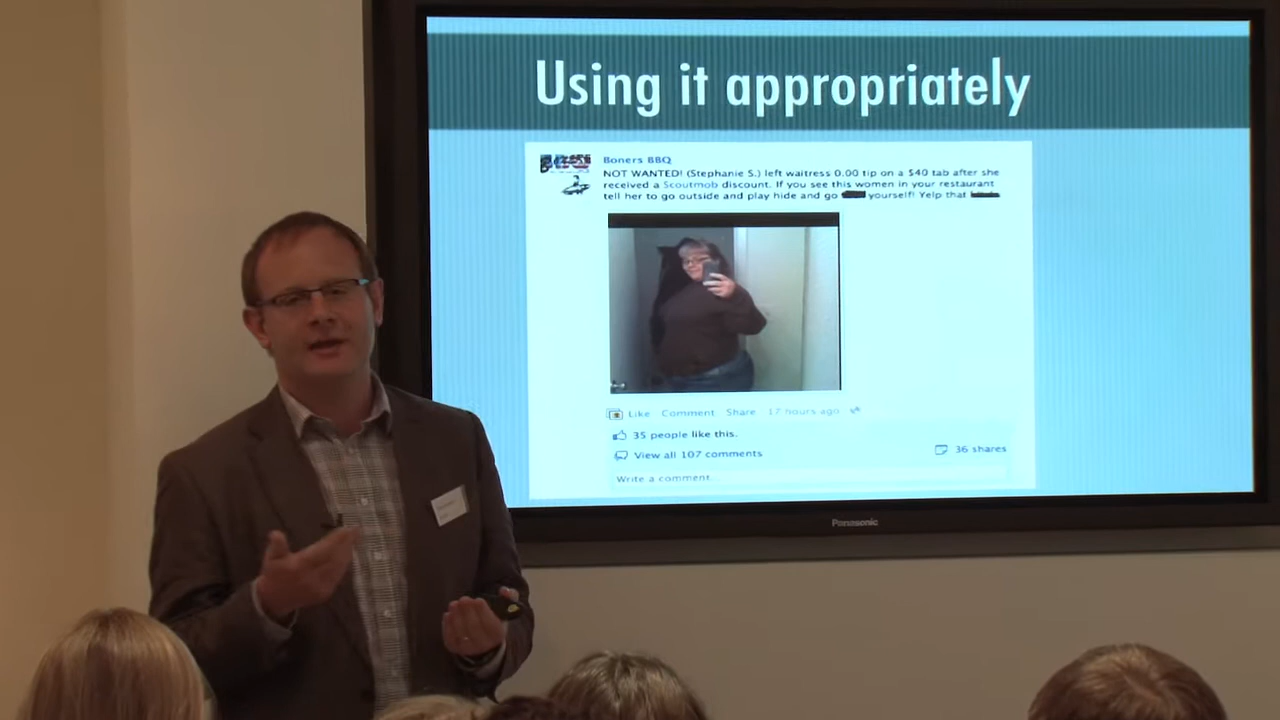 Using it appropriately
Boners BBQ
NOT WANTED! (Stephanie S.) left waitress 0.00 tip on a $40 tab after she
received a Scoutmob discount. If you see this women in your restaurant
tell her to go outside and play hide and go yourself! Yelp that
Like Comment Share 17 hours ago
35 people like this.
View all 107 comments
36 shares
Write a comment...
Panasonic